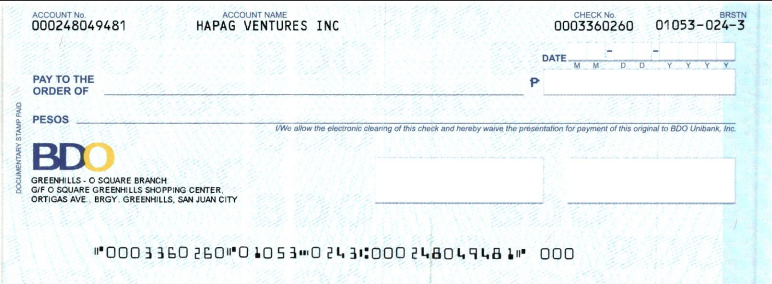 ACCOUNT No. ACCOUNT NAME CHECK No. BRSTN
000248049481 HAPAG VENTURES INC 0003360260 01053-024-3
DATE - -
M M D D Y Y Y Y
PAY TO THE
ORDER OF ₱
PESOS
I/We allow the electronic clearing of this check and hereby waive the presentation for payment of this original to BDO Unibank, Inc.
DOCUMENTARY STAMP PAID
BDO
GREENHILLS - O SQUARE BRANCH
G/F O SQUARE GREENHILLS SHOPPING CENTER,
ORTIGAS AVE., BRGY. GREENHILLS, SAN JUAN CITY
⑈0003360260⑈01053⑉0243⑆000248049481⑈ 000